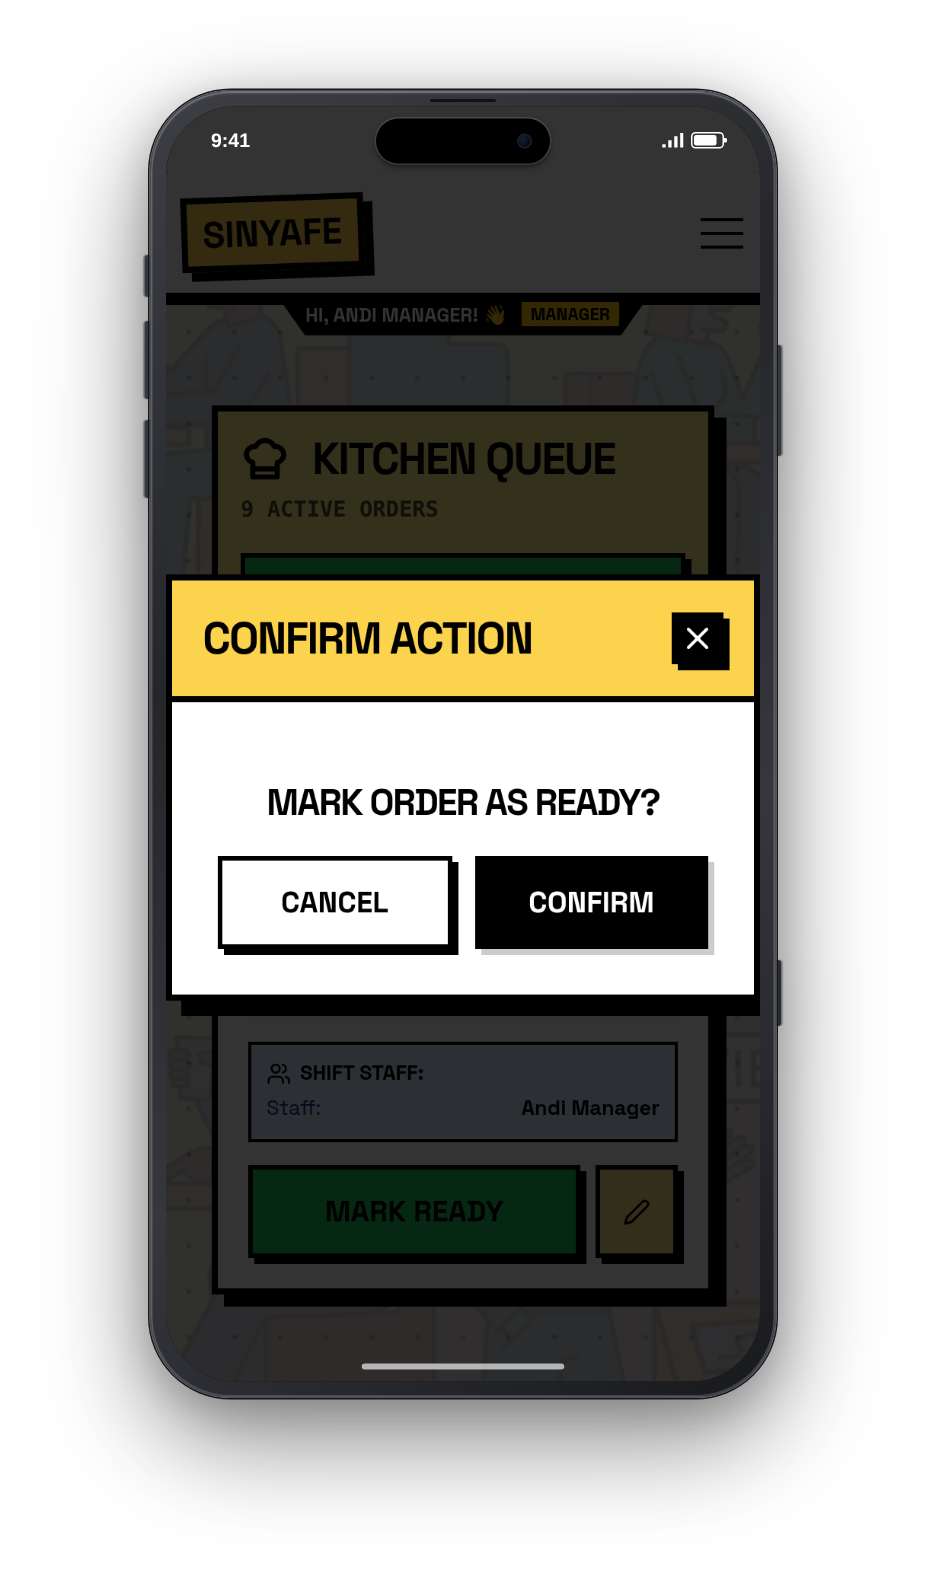 9:41
SINYAFE
HI, ANDI MANAGER! 👋 MANAGER
KITCHEN QUEUE
9 ACTIVE ORDERS
CONFIRM ACTION
MARK ORDER AS READY?
CANCEL
CONFIRM
SHIFT STAFF:
Staff: Andi Manager
MARK READY